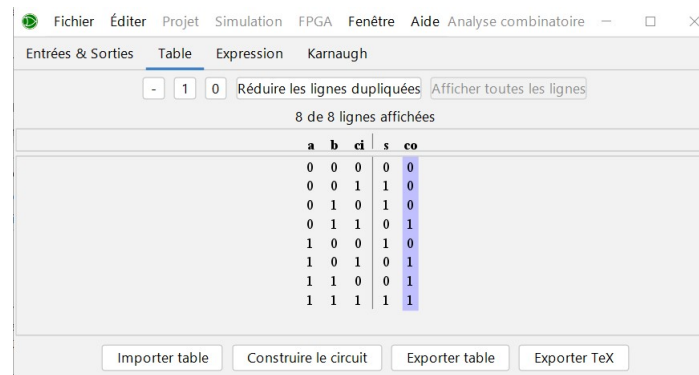 Fichier Éditer Projet Simulation FPGA Fenêtre Aide Analyse combinatoire
Entrées & Sorties Table Expression Karnaugh
- 1 0 Réduire les lignes dupliquées Afficher toutes les lignes
8 de 8 lignes affichées
a b ci s co
0 0 0 0 0
0 0 1 1 0
0 1 0 1 0
0 1 1 0 1
1 0 0 1 0
1 0 1 0 1
1 1 0 0 1
1 1 1 1 1
Importer table Construire le circuit Exporter table Exporter TeX